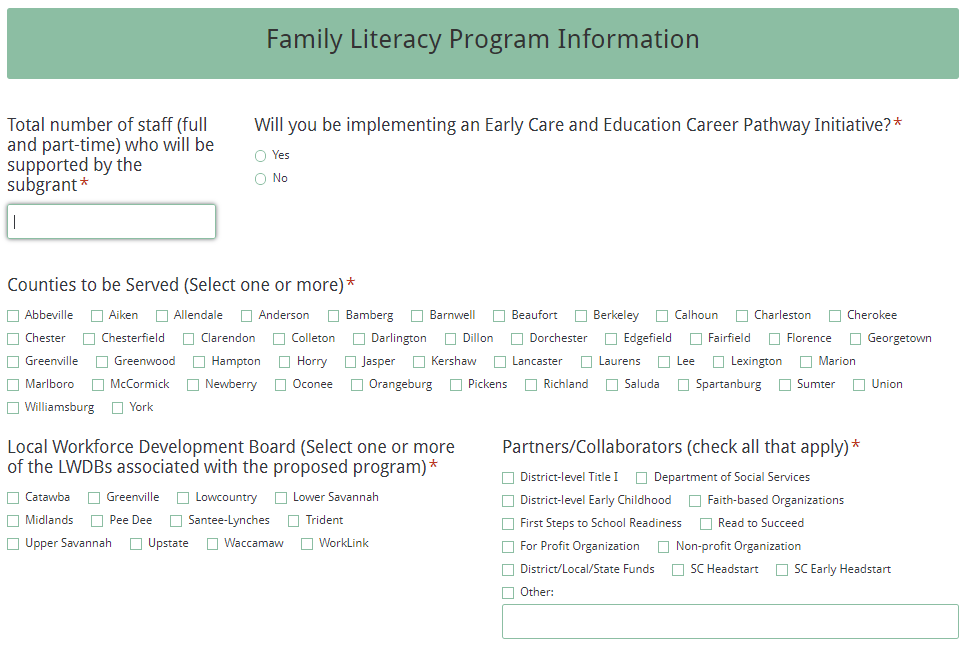 Family Literacy Program Information
Total number of staff (full
and part-time) who will be
supported by the
subgrant*
Will you be implementing an Early Care and Education Career Pathway Initiative?*
Yes
No
Counties to be Served (Select one or more)*
Abbeville Aiken Allendale Anderson Bamberg Barnwell Beaufort Berkeley Calhoun Charleston Cherokee
Chester Chesterfield Clarendon Colleton Darlington Dillon Dorchester Edgefield Fairfield Florence Georgetown
Greenville Greenwood Hampton Horry Jasper Kershaw Lancaster Laurens Lee Lexington Marion
Marlboro McCormick Newberry Oconee Orangeburg Pickens Richland Saluda Spartanburg Sumter Union
Williamsburg York
Local Workforce Development Board (Select one or more
of the LWDBs associated with the proposed program)*
Catawba Greenville Lowcountry Lower Savannah
Midlands Pee Dee Santee-Lynches Trident
Upper Savannah Upstate Waccamaw WorkLink
Partners/Collaborators (check all that apply)*
District-level Title I Department of Social Services
District-level Early Childhood Faith-based Organizations
First Steps to School Readiness Read to Succeed
For Profit Organization Non-profit Organization
District/Local/State Funds SC Headstart SC Early Headstart
Other: